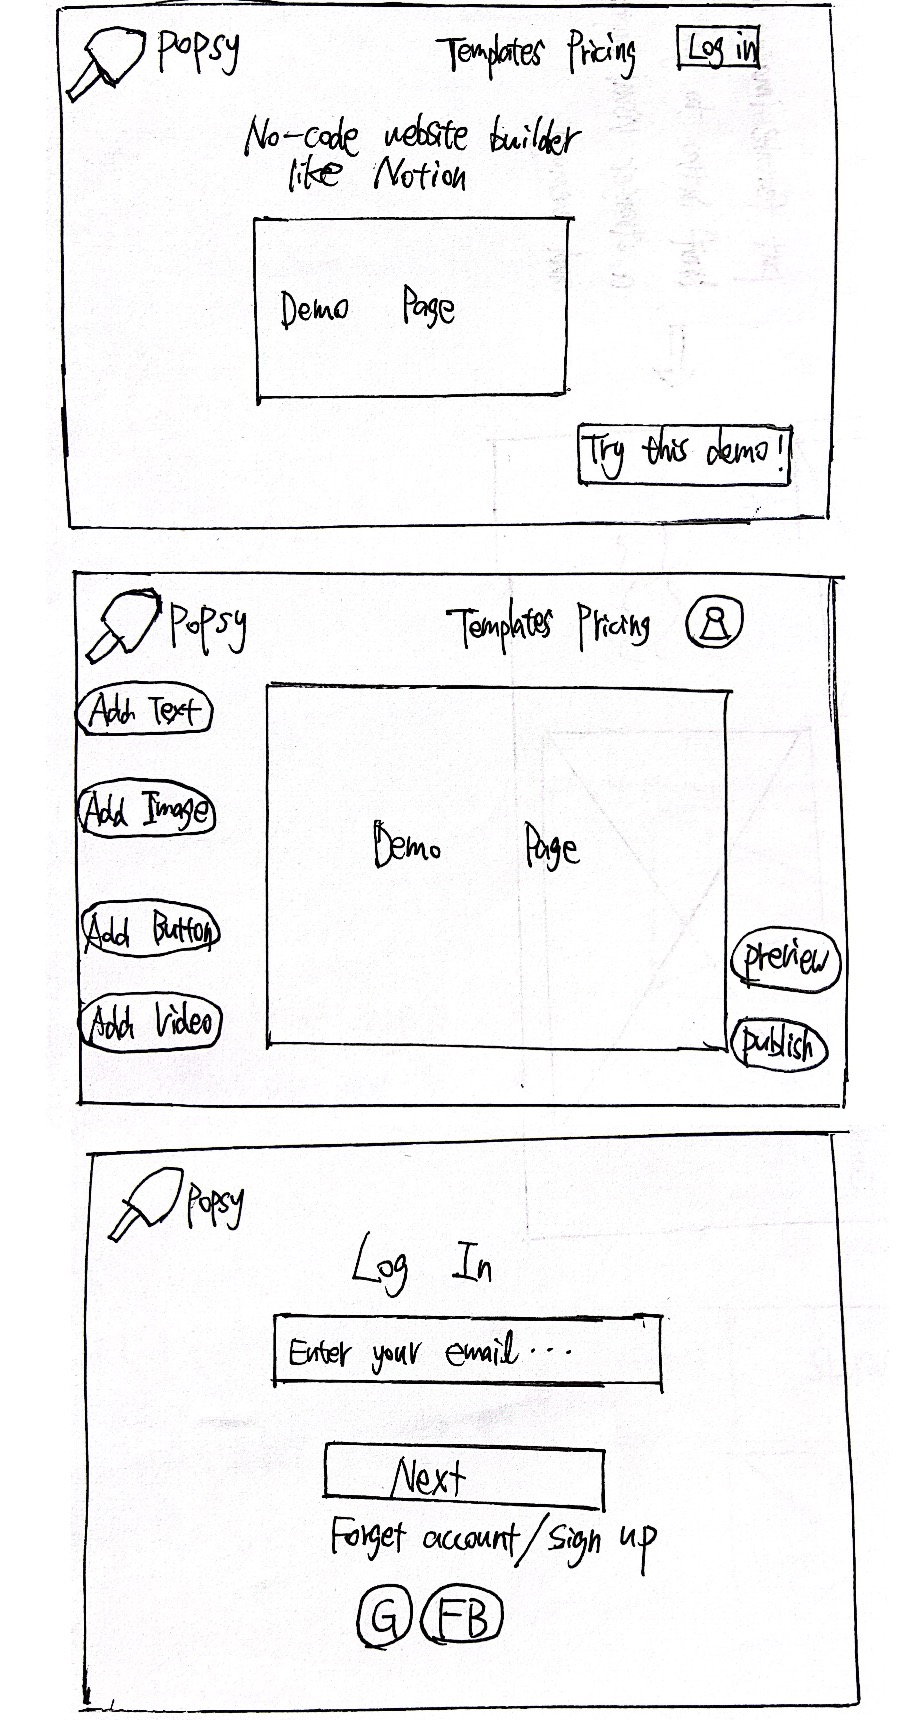 Popsy
Templates Pricing Log in
No-code website builder
like Notion
Demo Page
Try this demo!
Popsy
Templates Pricing
Add Text
Add Image
Demo Page
Add Button
preview
Add Video
publish
Popsy
Log In
Enter your email...
Next
Forget account/Sign up
G FB